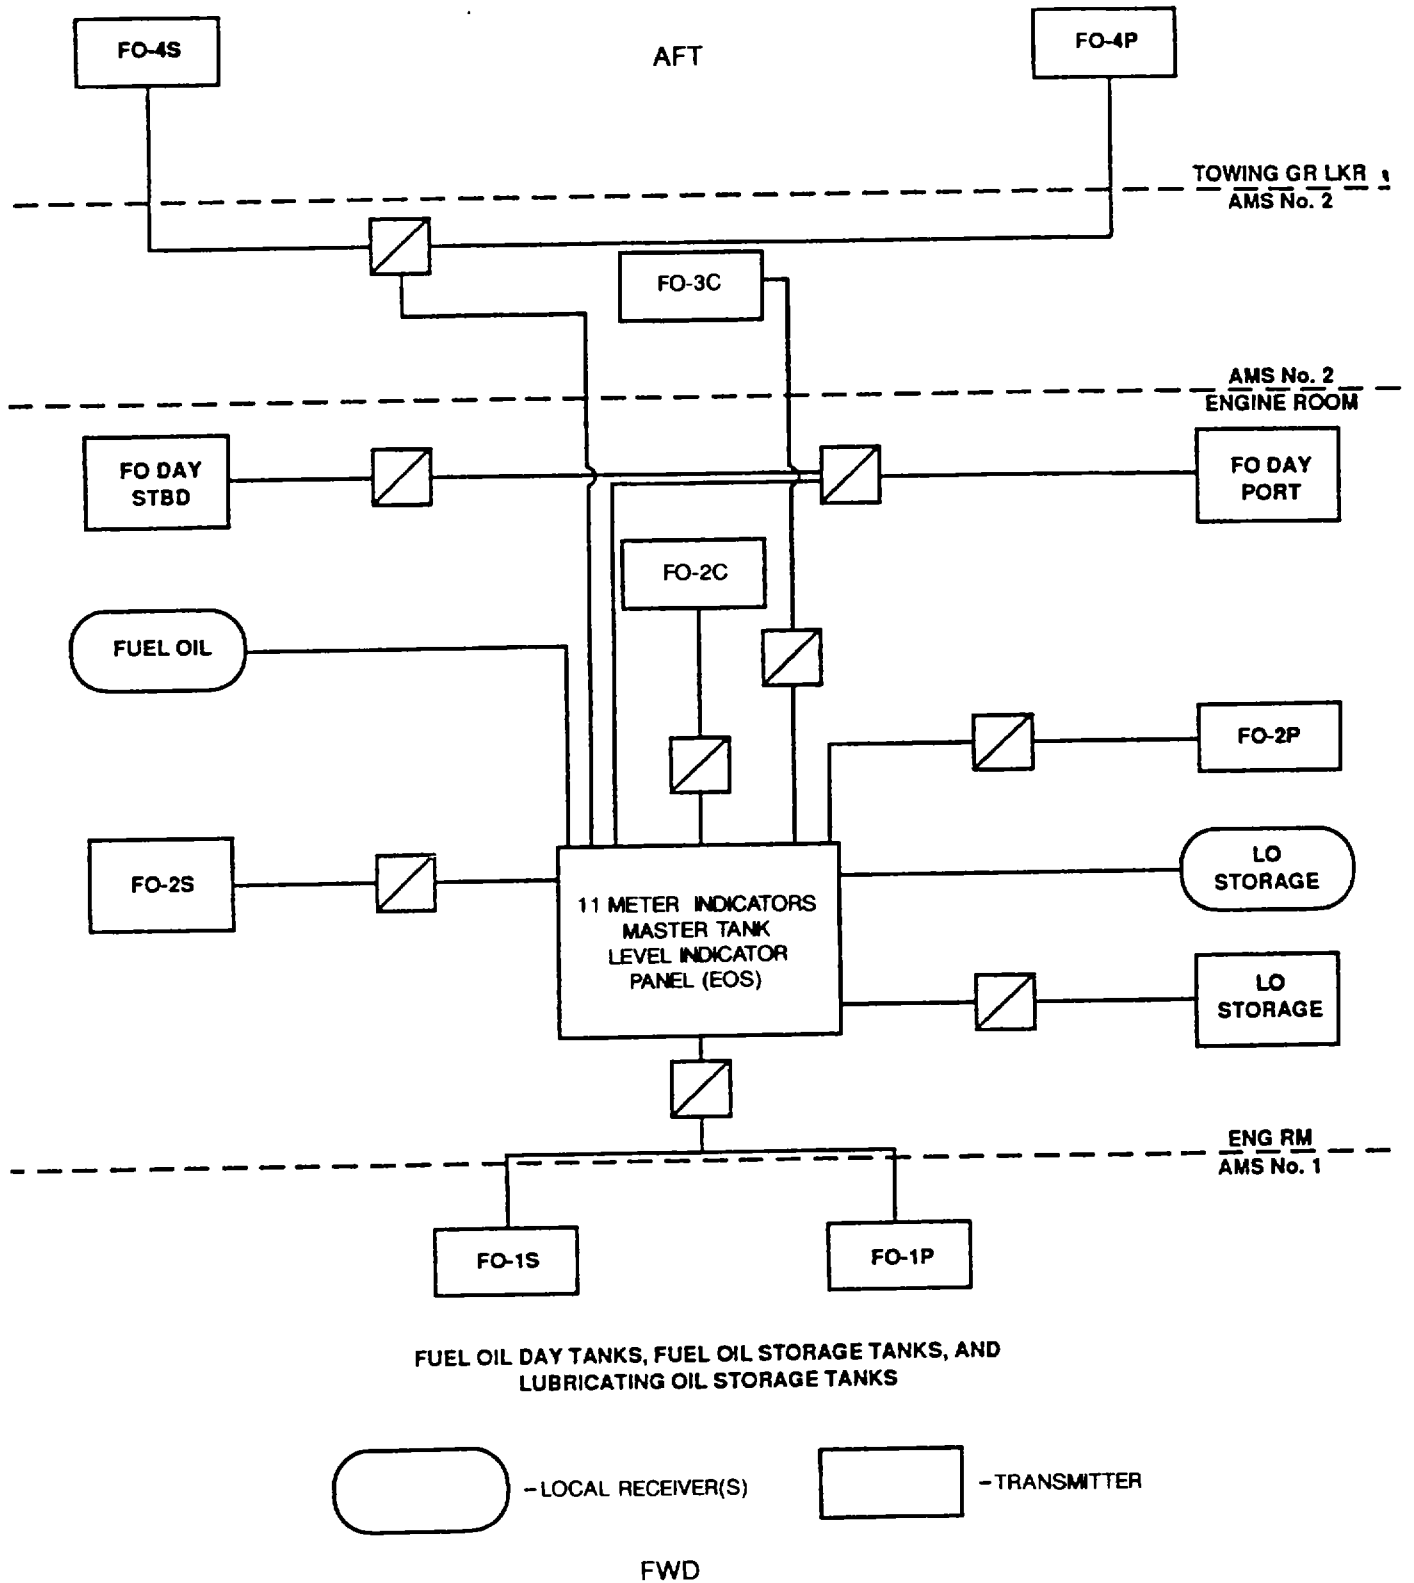 FO-4S
AFT
FO-4P
TOWING GR LKR
AMS No. 2
FO-3C
AMS No. 2
ENGINE ROOM
FO DAY
STBD
FO DAY
PORT
FO-2C
FUEL OIL
FO-2P
FO-2S
LO
STORAGE
11 METER INDICATORS
MASTER TANK
LEVEL INDICATOR
PANEL (EOS)
LO
STORAGE
ENG RM
AMS No. 1
FO-1S
FO-1P
FUEL OIL DAY TANKS, FUEL OIL STORAGE TANKS, AND
LUBRICATING OIL STORAGE TANKS
-LOCAL RECEIVER(S)
-TRANSMITTER
FWD